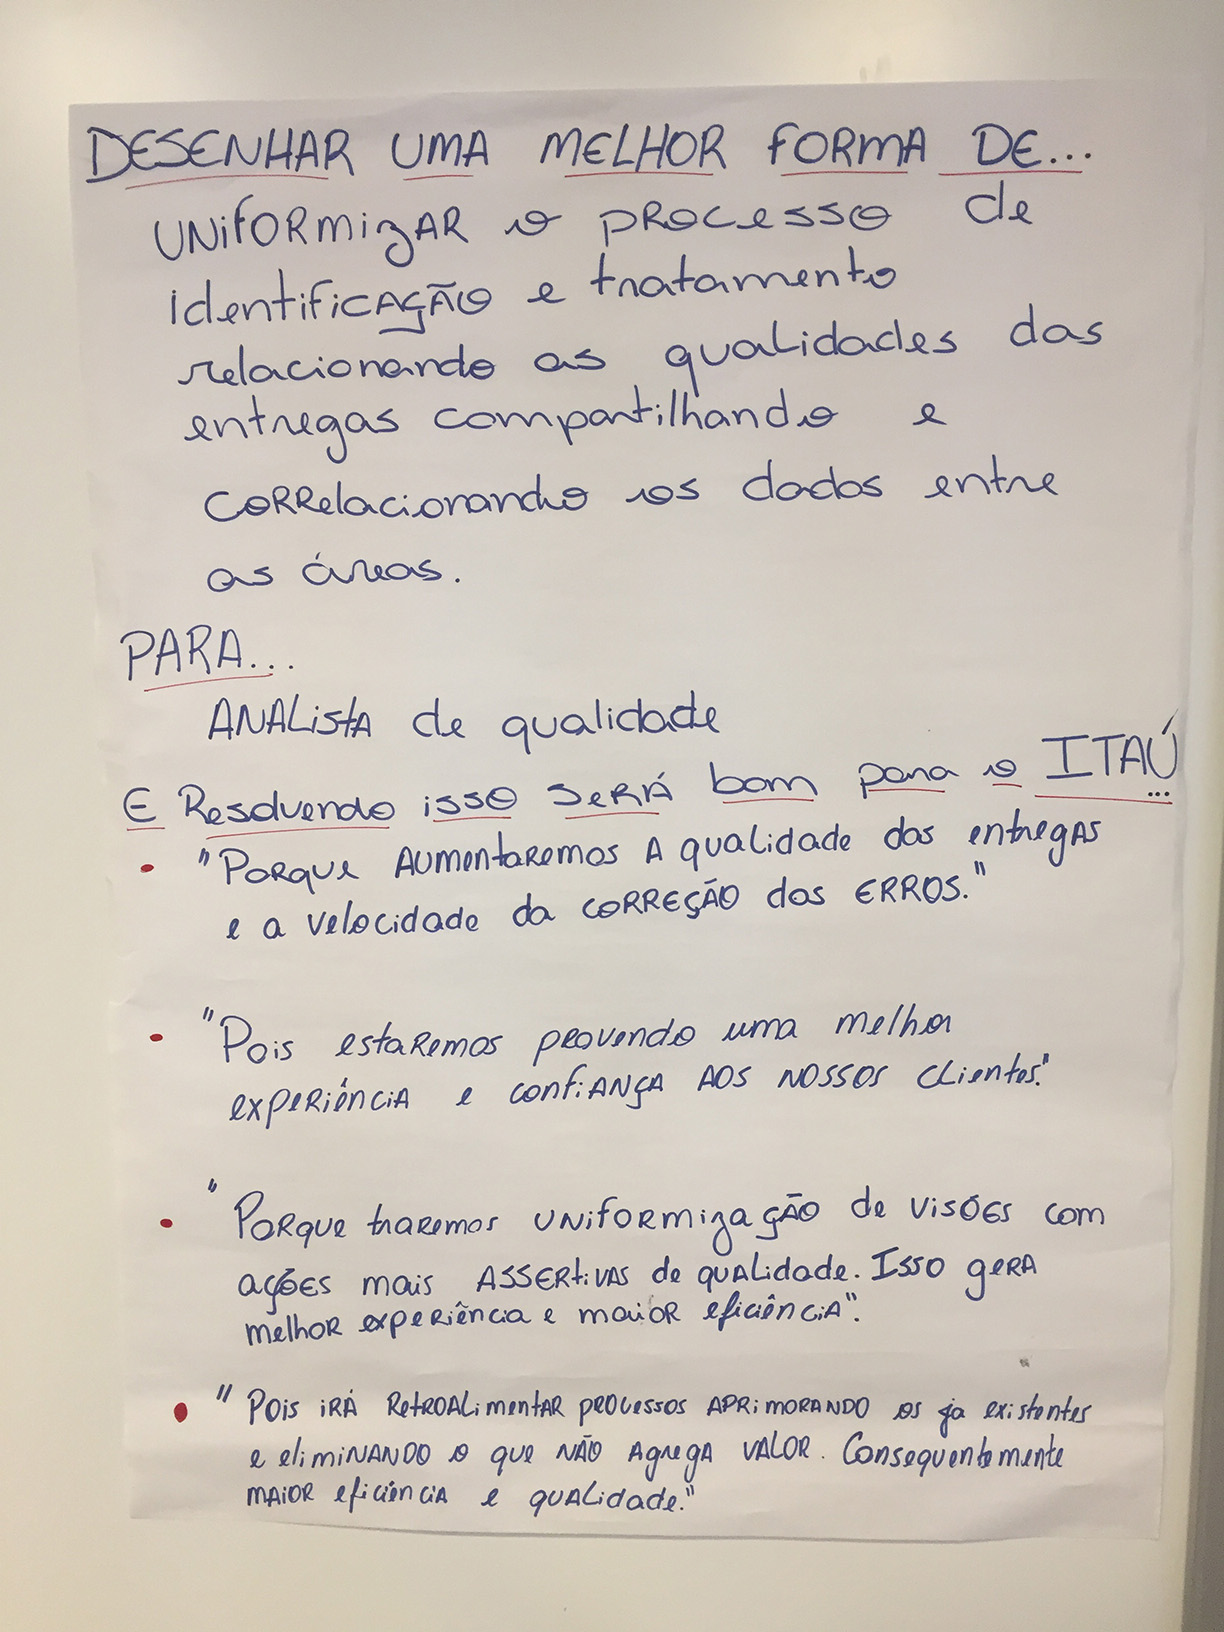 DESENHAR UMA MELHOR FORMA DE...
UNIFORMIZAR o PROCESSO de
identificAÇÃO e tratamento
relacionando as qualidades das
entregas compartilhando e
CORRelacionando os dados entre
as áreas.
PARA...
ANAListA de qualidade
E Resolvendo isso SERÁ bom para o ITAÚ
...
• "PORque AUmentaRemos A qualidade das entregAs
e a velocidade da CORREÇÃO dos ERROS."
• "Pois estaRemos provendo uma melhor
expeRiênciA e confiANçA AOS NOSSOS CLientes."
• "PORque traRemos UNiFORmizaÇÃO de VISÕES com
AÇÕES mais ASSERtiVAS de quALidade. ISSO gERA
melhOR expeRiência e maiOR eficiênciA".
• "POis iRÁ RetROALimentAR pROcessos APRiMORANDO os ja existentes
e eLimiNANDO o que NÃO AgRegA VALOR. Consequentemente
MAiOR eficiênciA e qUALidade."